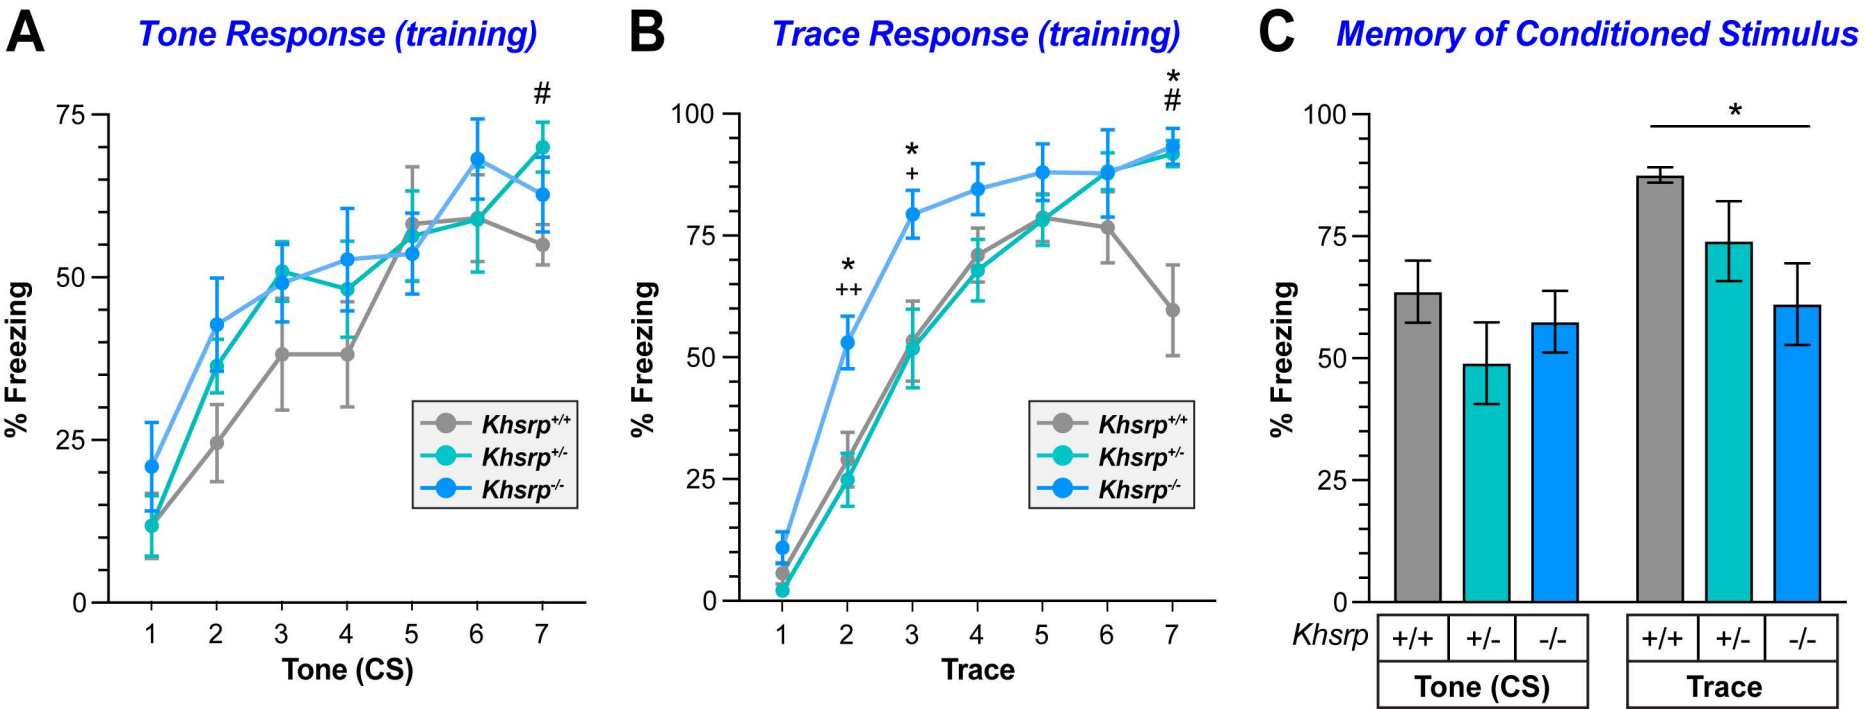 A Tone Response (training)
#
75
50
25
0
% Freezing
Khsrp+/+
Khsrp+/-
Khsrp-/-
1 2 3 4 5 6 7
Tone (CS)
B Trace Response (training)
*
#
*
+
*
++
100
75
50
25
0
% Freezing
Khsrp+/+
Khsrp+/-
Khsrp-/-
1 2 3 4 5 6 7
Trace
C Memory of Conditioned Stimulus
*
100
75
50
25
0
% Freezing
Khsrp +/+ +/- -/- +/+ +/- -/-
Tone (CS) Trace